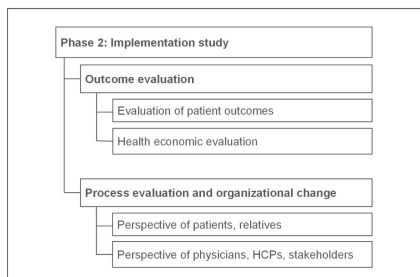 Phase 2: Implementation study
Outcome evaluation
Evaluation of patient outcomes
Health economic evaluation
Process evaluation and organizational change
Perspective of patients, relatives
Perspective of physicians, HCPs, stakeholders